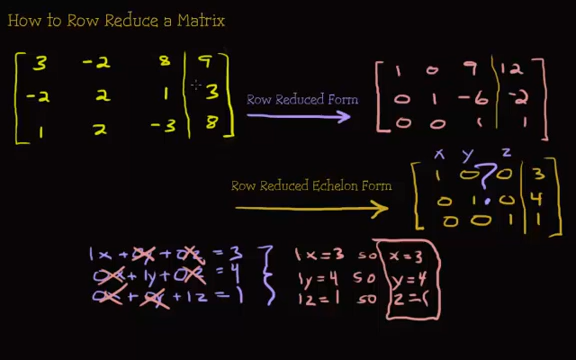 How to Row Reduce a Matrix
3 -2 8 9
-2 2 1 3
1 2 -3 8
Row Reduced Form
1 0 9 12
0 1 -6 -2
0 0 1 1
Row Reduced Echelon Form
x y ? z
1 0 0 3
0 1 0 4
0 0 1 1
1x + 0y + 0z = 3
0x + 1y + 0z = 4
0x + 0y + 1z = 1
1x = 3 so x = 3
1y = 4 so y = 4
1z = 1 so z = 1